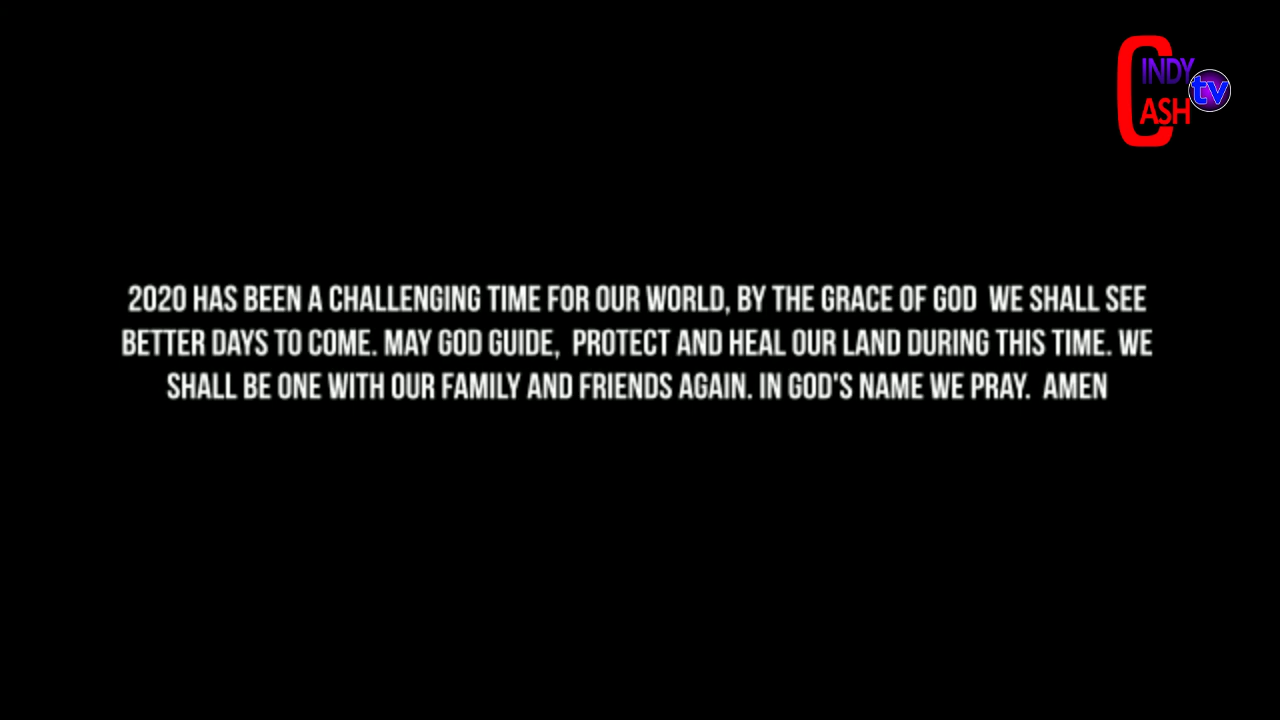 CINDY
CASH
tv
2020 HAS BEEN A CHALLENGING TIME FOR OUR WORLD, BY THE GRACE OF GOD  WE SHALL SEE
BETTER DAYS TO COME. MAY GOD GUIDE,  PROTECT AND HEAL OUR LAND DURING THIS TIME. WE
SHALL BE ONE WITH OUR FAMILY AND FRIENDS AGAIN. IN GOD'S NAME WE PRAY.  AMEN